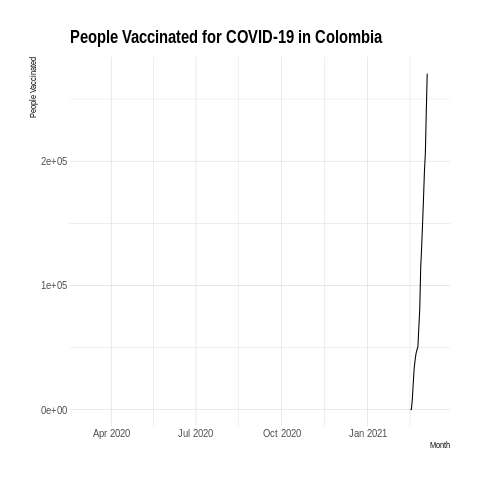 People Vaccinated for COVID-19 in Colombia
People Vaccinated
2e+05
1e+05
0e+00
Apr 2020 Jul 2020 Oct 2020 Jan 2021
Month